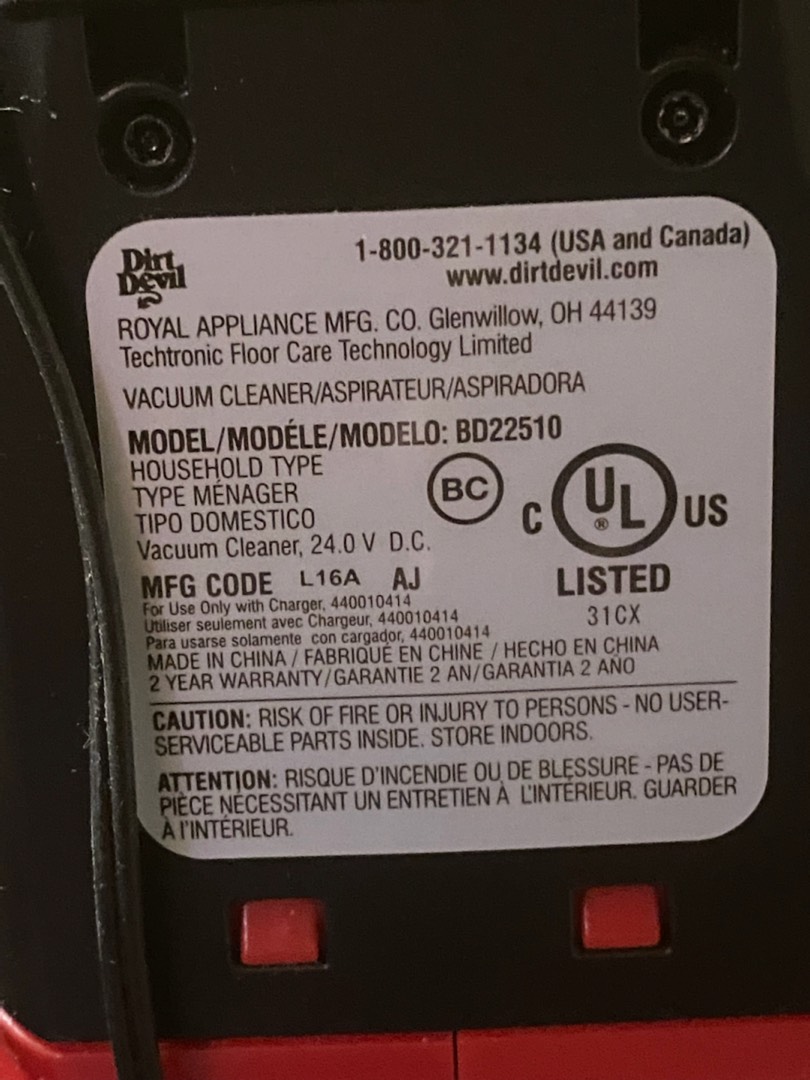 Dirt
Devil
1-800-321-1134 (USA and Canada)
www.dirtdevil.com
ROYAL APPLIANCE MFG. CO. Glenwillow, OH 44139
Techtronic Floor Care Technology Limited
VACUUM CLEANER/ASPIRATEUR/ASPIRADORA
MODEL/MODÉLE/MODELO: BD22510
HOUSEHOLD TYPE
TYPE MÉNAGER
TIPO DOMESTICO
Vacuum Cleaner, 24.0 V D.C.
BC
C UL® US
LISTED
31CX
MFG CODE L16A AJ
For Use Only with Charger, 440010414
Utiliser seulement avec Chargeur, 440010414
Para usarse solamente con cargador, 440010414
MADE IN CHINA / FABRIQUÉ EN CHINE / HECHO EN CHINA
2 YEAR WARRANTY/GARANTIE 2 AN/GARANTIA 2 AÑO
CAUTION: RISK OF FIRE OR INJURY TO PERSONS - NO USER-
SERVICEABLE PARTS INSIDE. STORE INDOORS.
ATTENTION: RISQUE D'INCENDIE OU DE BLESSURE - PAS DE
PIÈCE NÉCESSITANT UN ENTRETIEN À L'INTÉRIEUR. GUARDER
À l'INTÉRIEUR.